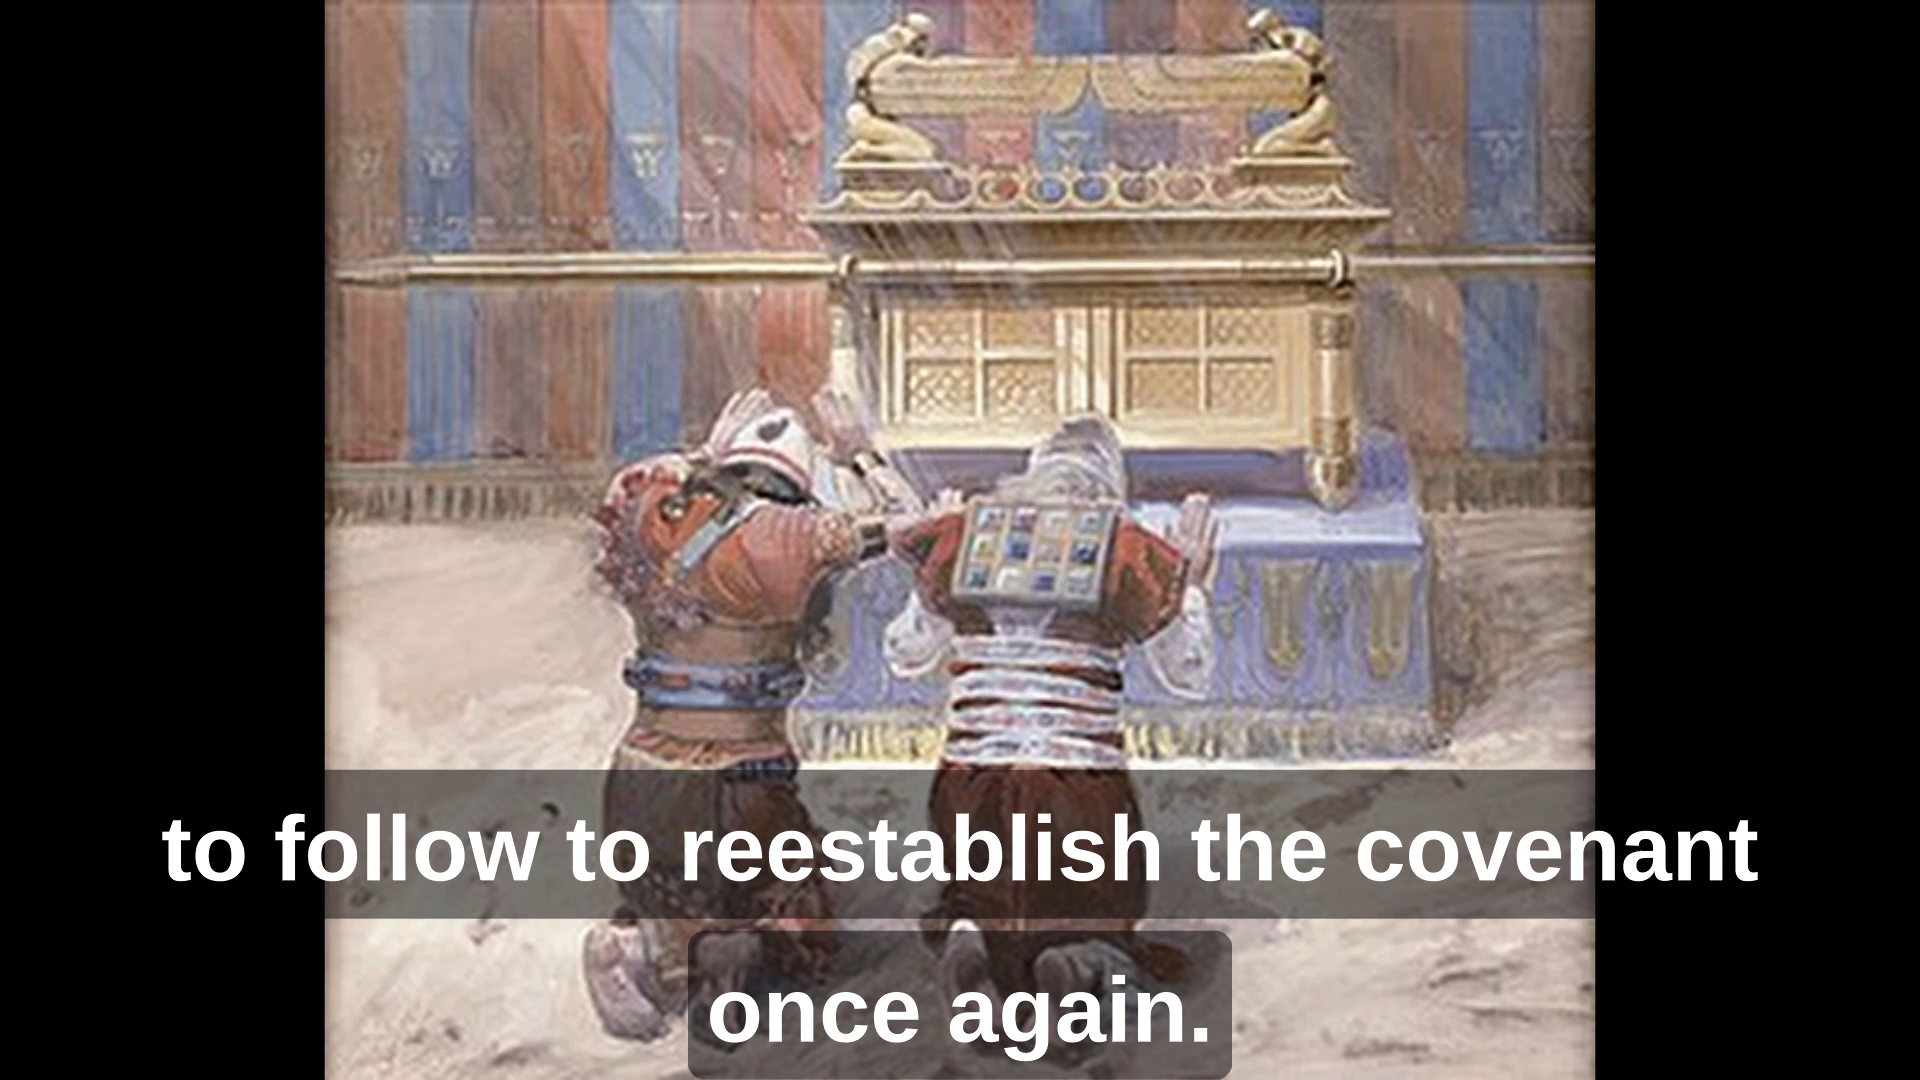 to follow to reestablish the covenant
once again.